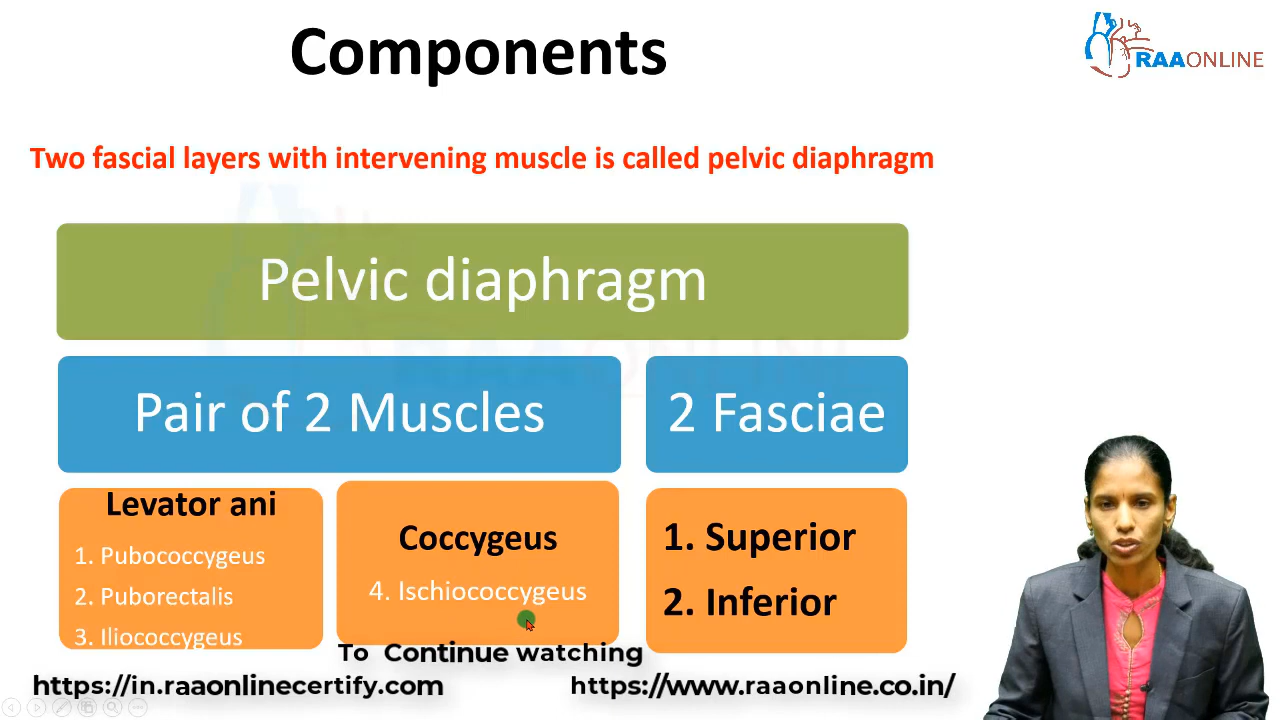 Components
RAAONLINE
Two fascial layers with intervening muscle is called pelvic diaphragm
Pelvic diaphragm
Pair of 2 Muscles
2 Fasciae
Levator ani
1. Pubococcygeus
2. Puborectalis
3. Iliococcygeus
Coccygeus
4. Ischiococcygeus
1. Superior
2. Inferior
To Continue watching
https://in.raaonlinecertify.com
https://www.raaonline.co.in/